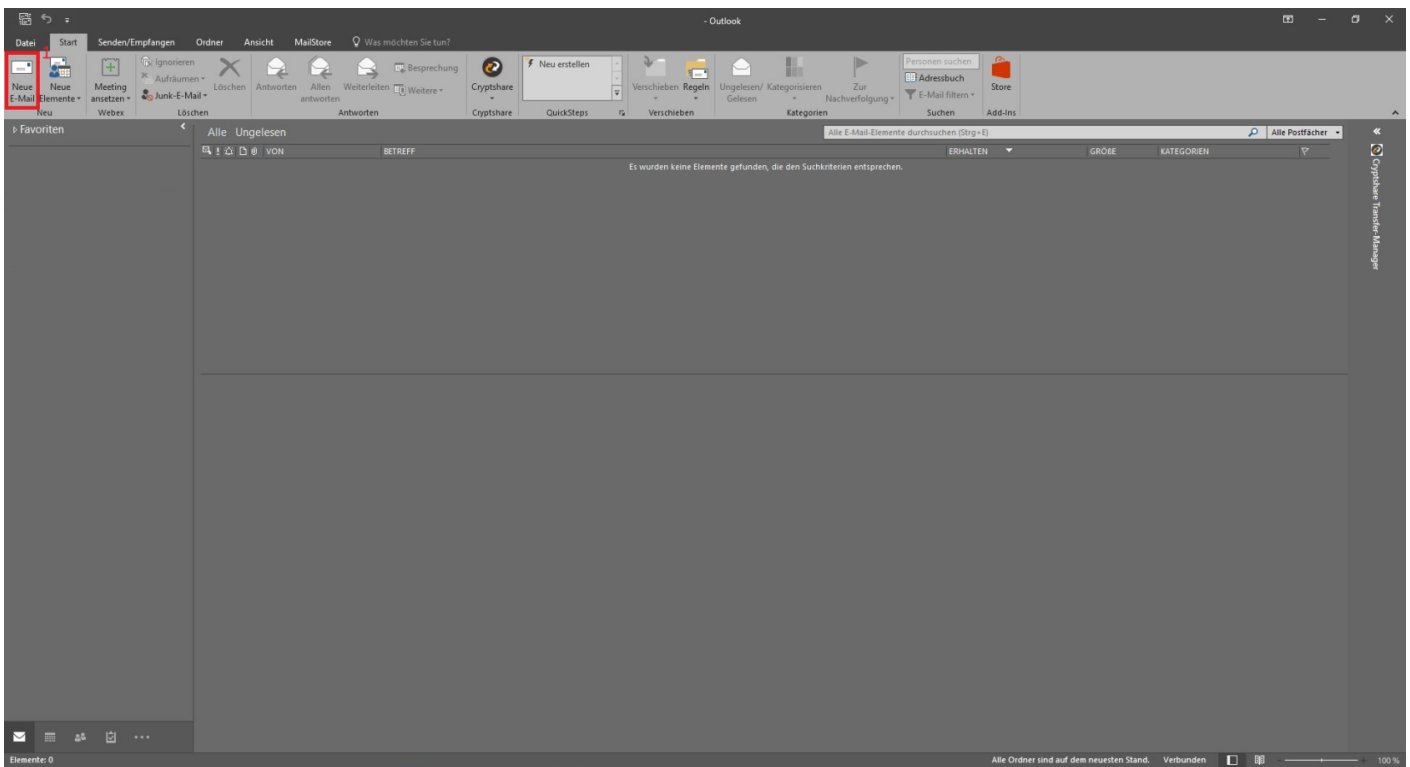 - Outlook
Datei Start Senden/Empfangen Ordner Ansicht MailStore Was möchten Sie tun?
1
Neue E-Mail
Neue Elemente
Neu
Meeting ansetzen
Webex
Ignorieren
Aufräumen
Junk-E-Mail
Löschen
Löschen
Antworten
Allen antworten
Weiterleiten
Besprechung
Weitere
Antworten
Cryptshare
Cryptshare
Neu erstellen
QuickSteps
Verschieben
Regeln
Verschieben
Ungelesen/ Gelesen
Kategorisieren
Zur Nachverfolgung
Kategorien
Personen suchen
Adressbuch
E-Mail filtern
Suchen
Store
Add-Ins
Favoriten
Alle Ungelesen
Alle E-Mail-Elemente durchsuchen (Strg+E)
Alle Postfächer
VON BETREFF ERHALTEN GRÖßE KATEGORIEN
Es wurden keine Elemente gefunden, die den Suchkriterien entsprechen.
Cryptshare Transfer-Manager
Elemente: 0
Alle Ordner sind auf dem neuesten Stand. Verbunden 100 %